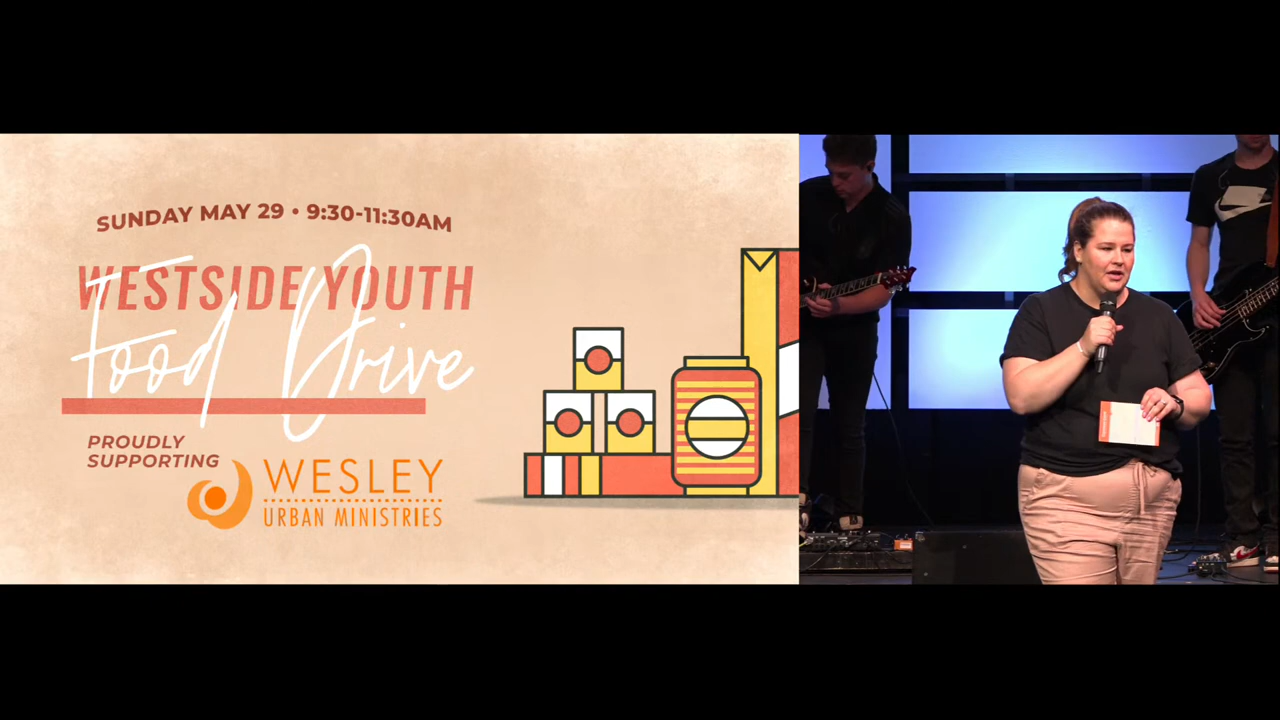 SUNDAY MAY 29 • 9:30-11:30AM
WESTSIDE YOUTH
Food Drive
PROUDLY
SUPPORTING
WESLEY
URBAN MINISTRIES